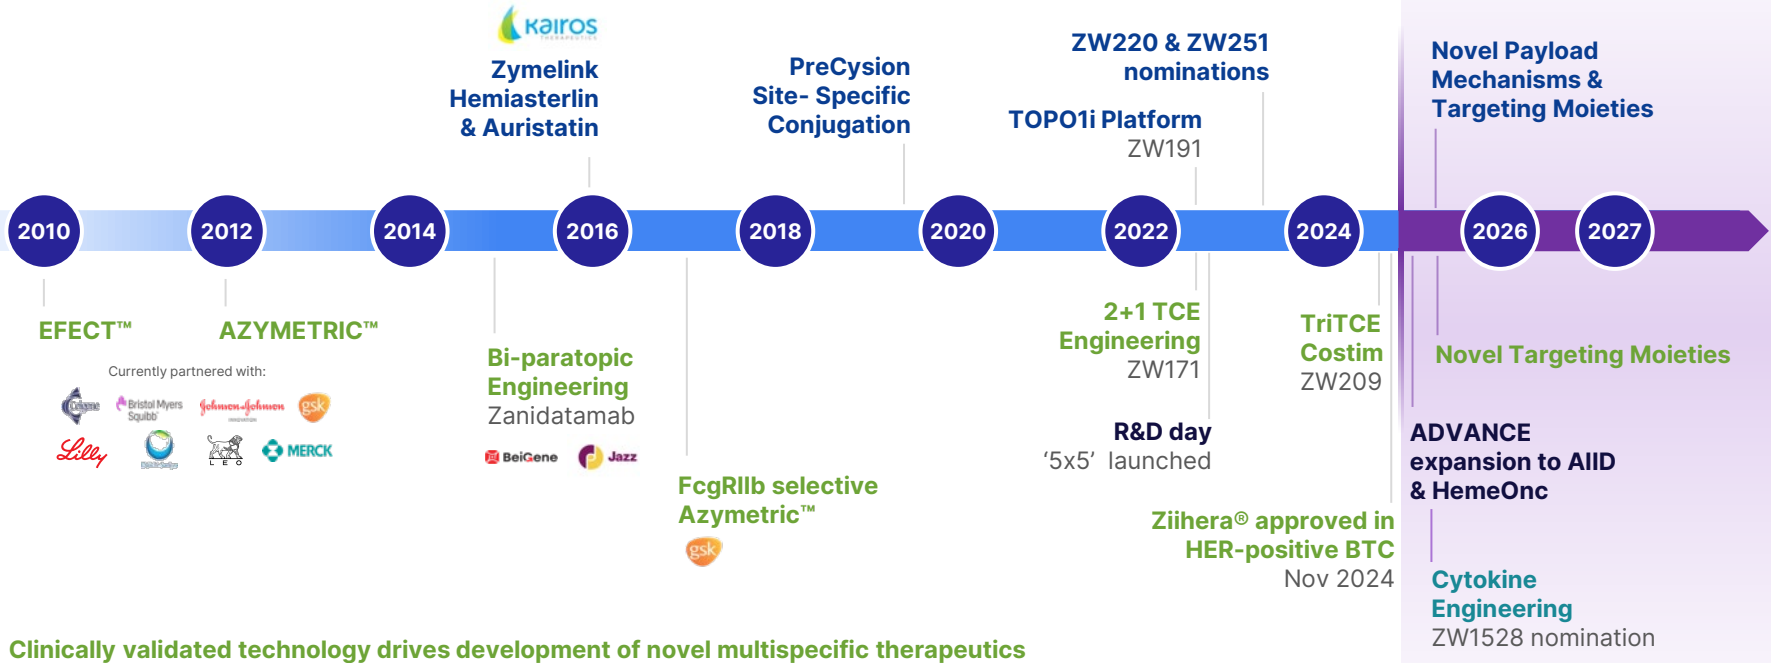 Kairos
THERAPEUTICS
Zymelink
Hemiasterlin
& Auristatin
PreCysion
Site- Specific
Conjugation
ZW220 & ZW251
nominations
TOPO1i Platform
ZW191
Novel Payload
Mechanisms &
Targeting Moieties
2010
2012
2014
2016
2018
2020
2022
2024
2026
2027
EFECT™
AZYMETRIC™
Currently partnered with:
Celgene
Bristol Myers
Squibb
Johnson & Johnson
INNOVATION
gsk
Lilly
LEO
MERCK
Bi-paratopic
Engineering
Zanidatamab
BeiGene
Jazz
FcgRIIb selective
Azymetric™
gsk
2+1 TCE
Engineering
ZW171
R&D day
‘5x5’ launched
TriTCE
Costim
ZW209
Ziihera® approved in
HER-positive BTC
Nov 2024
Novel Targeting Moieties
ADVANCE
expansion to AIID
& HemeOnc
Cytokine
Engineering
ZW1528 nomination
Clinically validated technology drives development of novel multispecific therapeutics